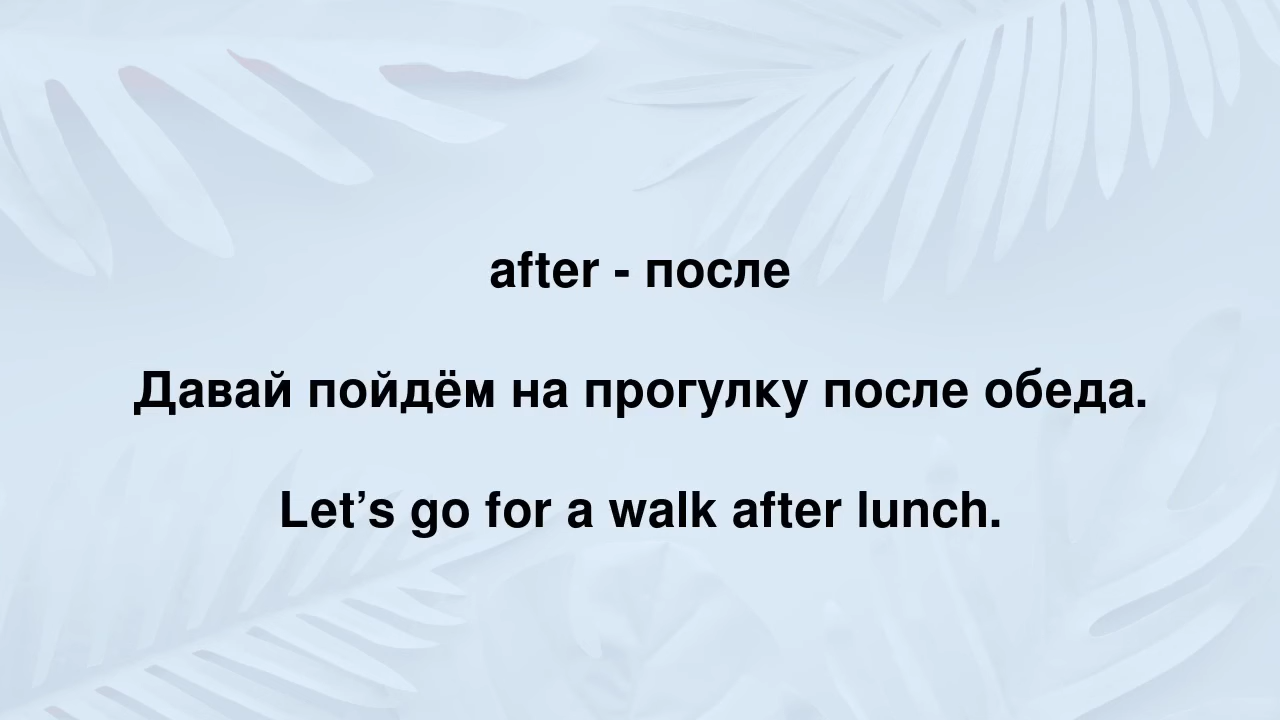 after - после
Давай пойдём на прогулку после обеда.
Let’s go for a walk after lunch.